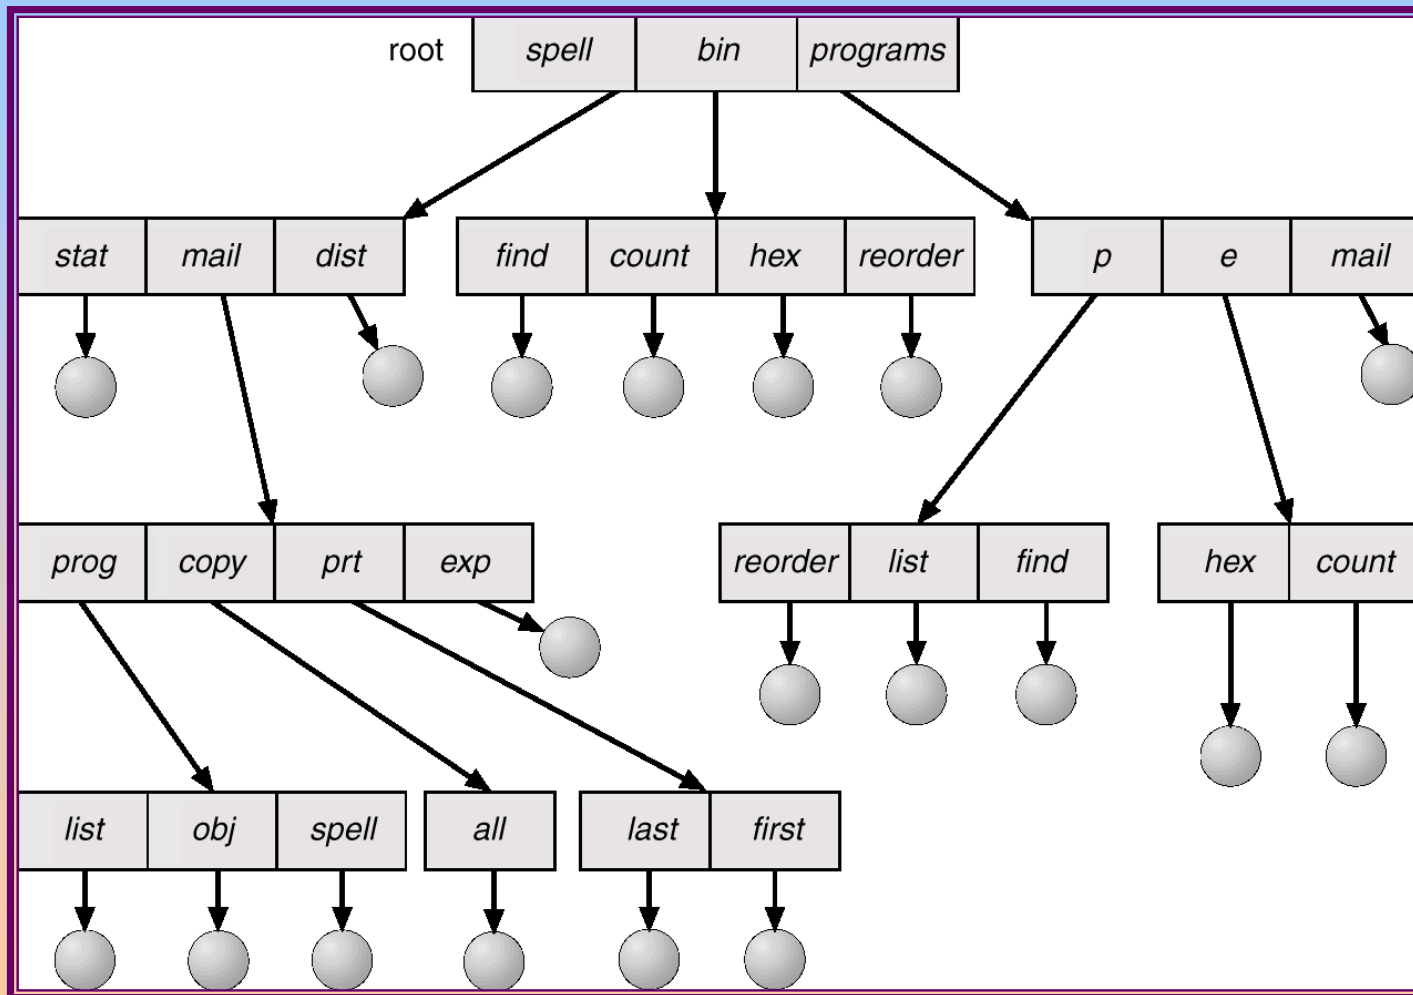 root spell bin programs
stat mail dist find count hex reorder p e mail
prog copy prt exp reorder list find hex count
list obj spell all last first